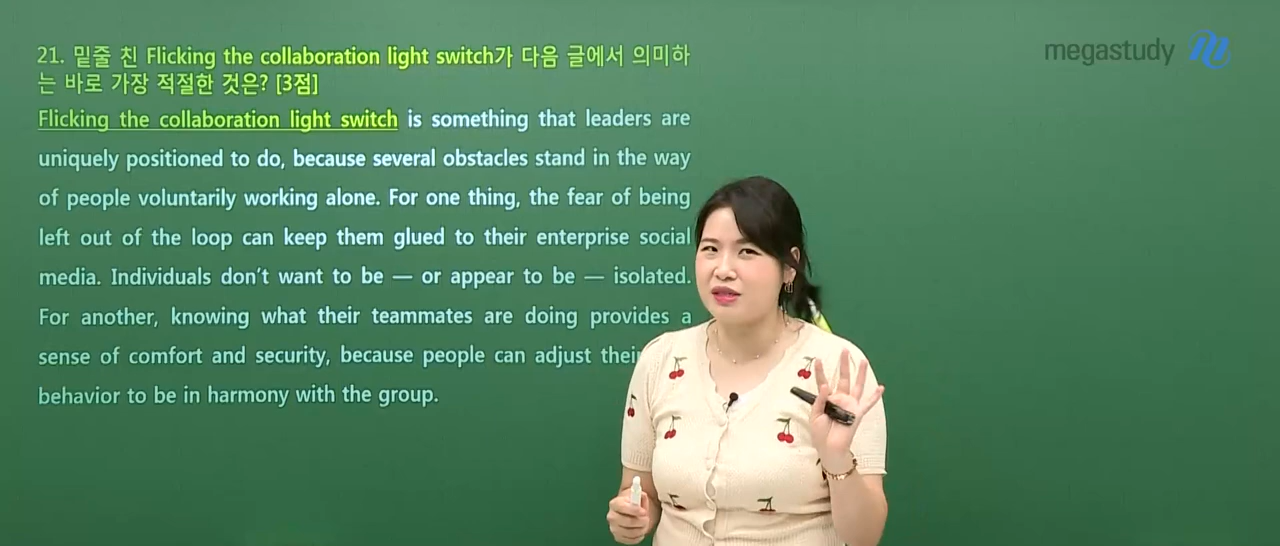 21. 밑줄 친 Flicking the collaboration light switch가 다음 글에서 의미하
는 바로 가장 적절한 것은? [3점]
megastudy
Flicking the collaboration light switch is something that leaders are
uniquely positioned to do, because several obstacles stand in the way
of people voluntarily working alone. For one thing, the fear of being
left out of the loop can keep them glued to their enterprise social
media. Individuals don't want to be — or appear to be — isolated.
For another, knowing what their teammates are doing provides a
sense of comfort and security, because people can adjust their
behavior to be in harmony with the group.